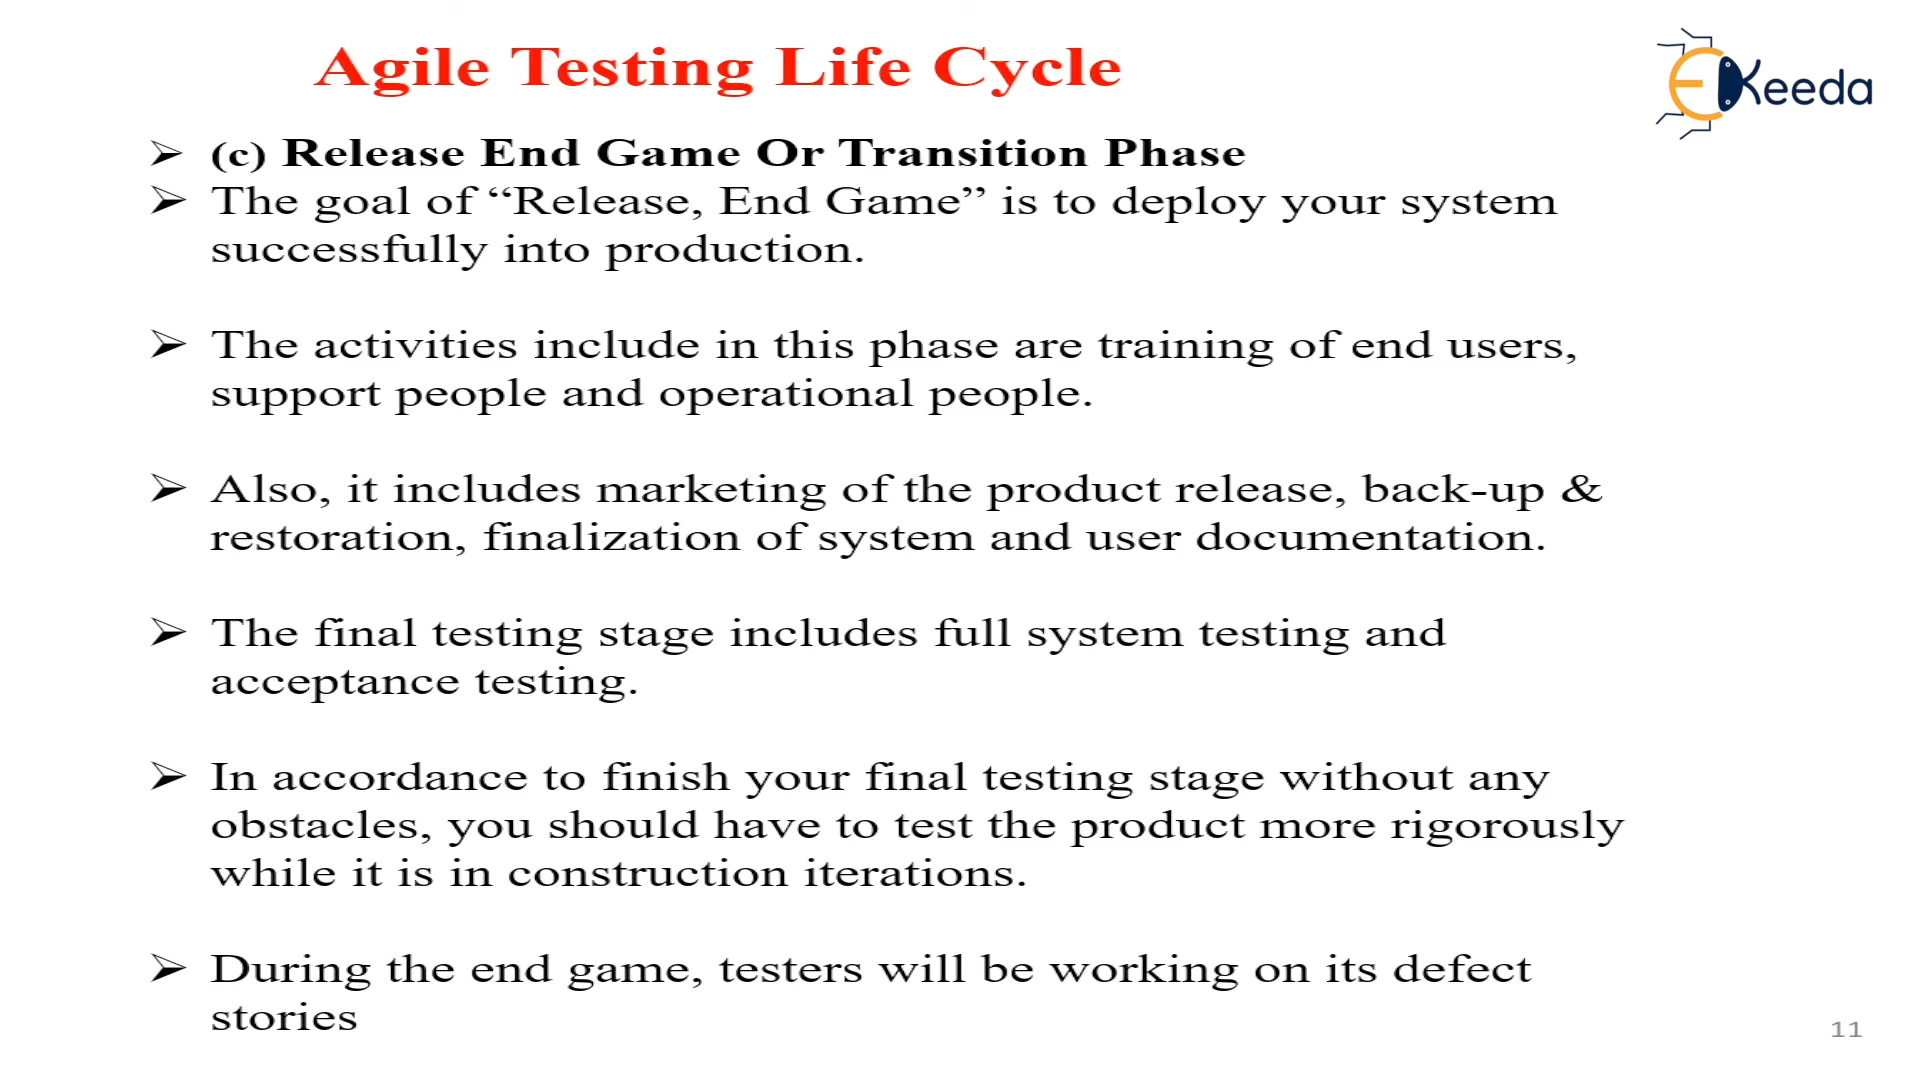 Agile Testing Life Cycle
EKeeda
➢ (c) Release End Game Or Transition Phase
➢ The goal of “Release, End Game” is to deploy your system
successfully into production.
➢ The activities include in this phase are training of end users,
support people and operational people.
➢ Also, it includes marketing of the product release, back-up &
restoration, finalization of system and user documentation.
➢ The final testing stage includes full system testing and
acceptance testing.
➢ In accordance to finish your final testing stage without any
obstacles, you should have to test the product more rigorously
while it is in construction iterations.
➢ During the end game, testers will be working on its defect
stories
11